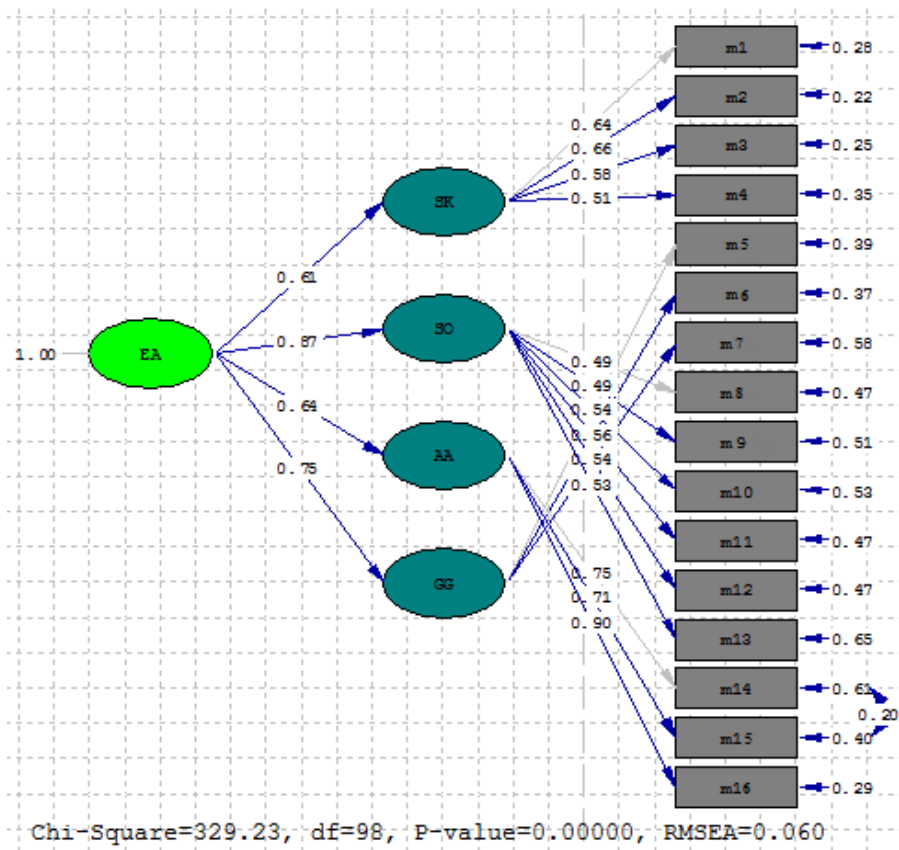 m1
0.28
m2
0.22
0.64
0.66
m3
0.25
0.58
SK
0.51
m4
0.35
m5
0.39
0.61
m6
0.37
SO
0.87
m7
0.58
1.00
EA
0.49
0.49
m8
0.47
0.64
0.54
0.56
m9
0.51
AA
0.54
0.75
0.53
m10
0.53
m11
0.47
GG
0.75
0.71
m12
0.47
0.90
m13
0.65
m14
0.61
0.20
m15
0.40
m16
0.29
Chi-Square=329.23, df=98, P-value=0.00000, RMSEA=0.060